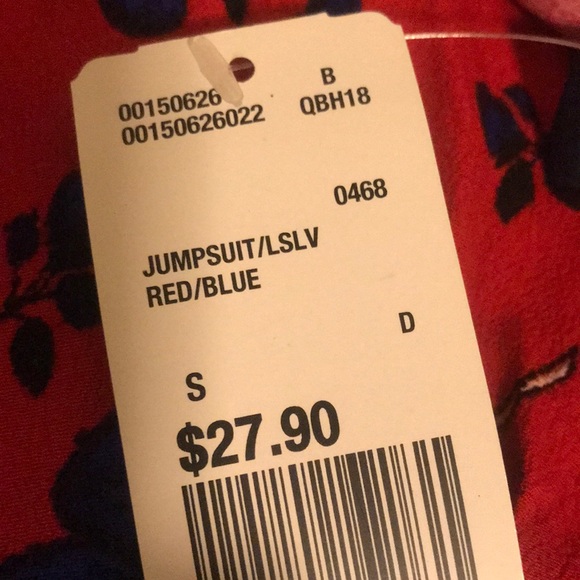 00150626 B
00150626022 QBH18
0468
JUMPSUIT/LSLV
RED/BLUE
D
S
$27.90